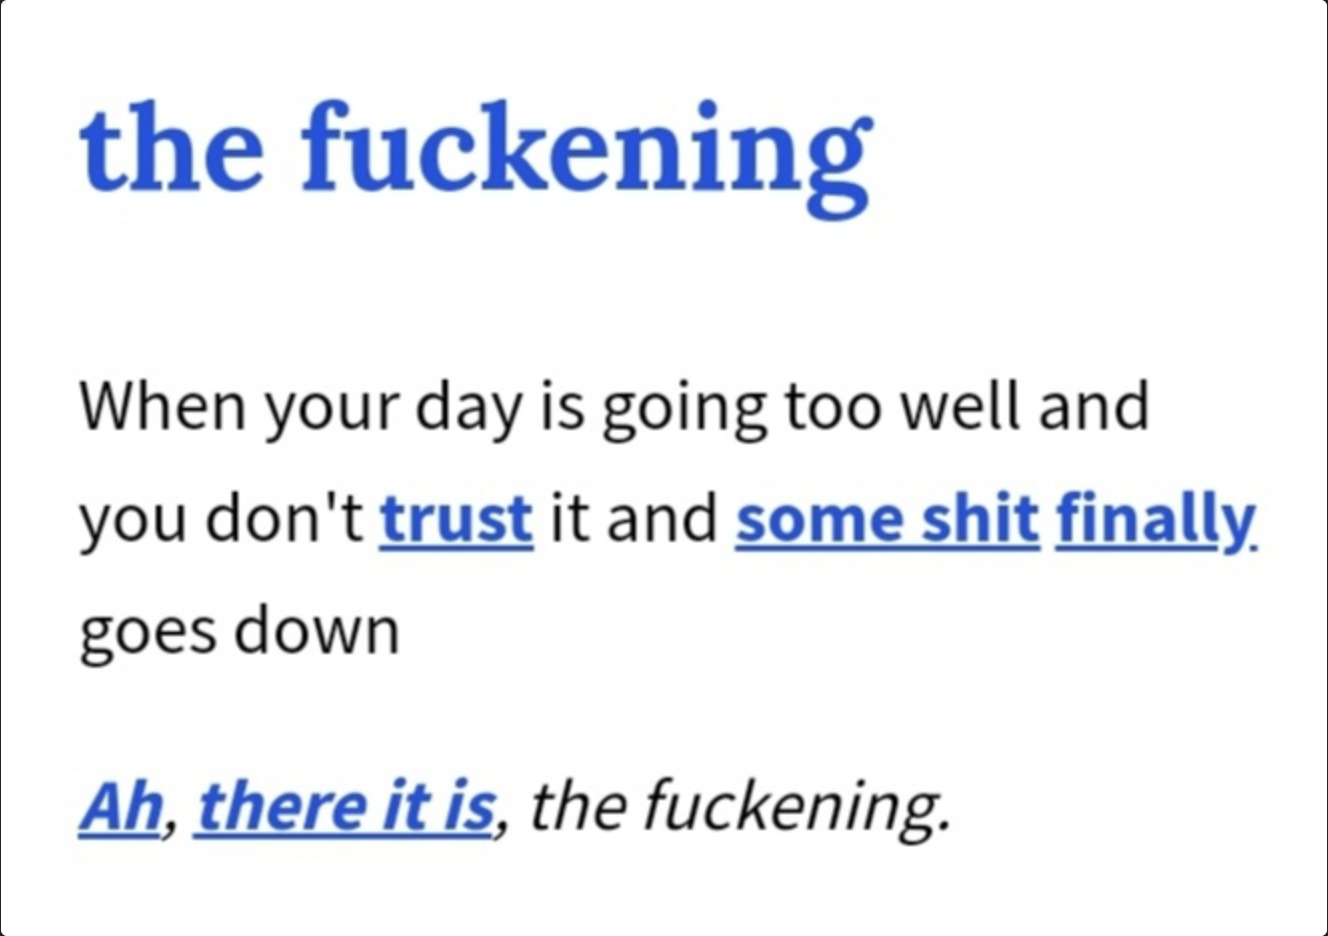 the fuckening
When your day is going too well and
you don't trust it and some shit finally
goes down
Ah, there it is, the fuckening.